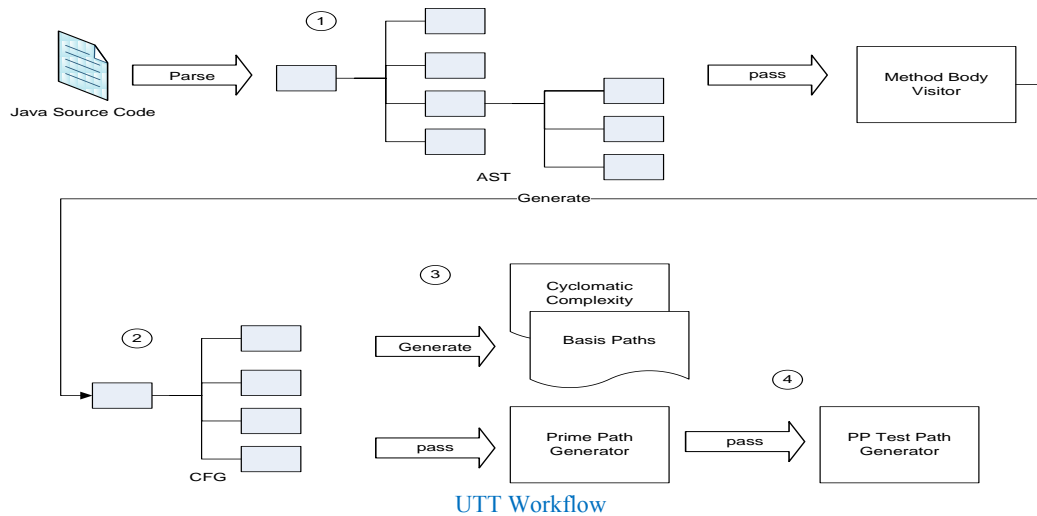 1
Parse
Java Source Code
pass
Method Body
Visitor
AST
Generate
3
Cyclomatic
Complexity
2
Generate
Basis Paths
4
pass
Prime Path
Generator
pass
PP Test Path
Generator
CFG
UTT Workflow